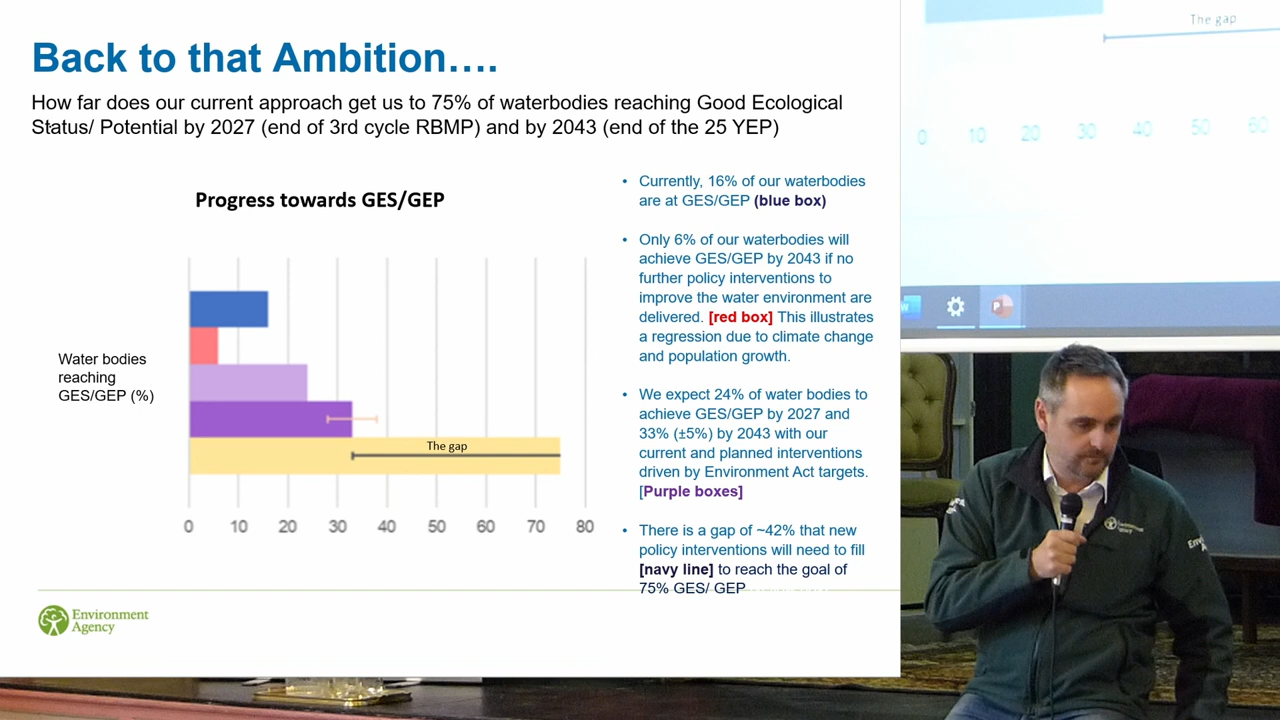 Back to that Ambition….
How far does our current approach get us to 75% of waterbodies reaching Good Ecological
Status/ Potential by 2027 (end of 3rd cycle RBMP) and by 2043 (end of the 25 YEP)
Progress towards GES/GEP
Water bodies
reaching
GES/GEP (%)
The gap
0 10 20 30 40 50 60 70 80
• Currently, 16% of our waterbodies
are at GES/GEP (blue box)
• Only 6% of our waterbodies will
achieve GES/GEP by 2043 if no
further policy interventions to
improve the water environment are
delivered. [red box] This illustrates
a regression due to climate change
and population growth.
• We expect 24% of water bodies to
achieve GES/GEP by 2027 and
33% (±5%) by 2043 with our
current and planned interventions
driven by Environment Act targets.
[Purple boxes]
• There is a gap of ~42% that new
policy interventions will need to fill
[navy line] to reach the goal of
75% GES/ GEP
Environment
Agency
The gap
0 10 20 30 40 50 60
W
P
Environment
Agency